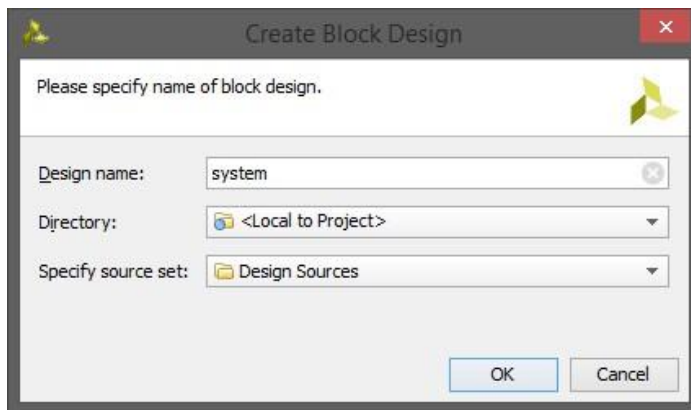 Create Block Design
Please specify name of block design.
Design name: system
Directory: <Local to Project>
Specify source set: Design Sources
OK Cancel